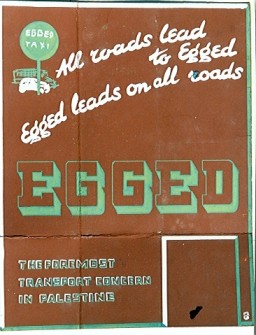 EGGED
TAXI
All roads lead
to Egged
Egged leads on all roads
EGGED
THE FOREMOST
TRANSPORT CONCERN
IN PALESTINE